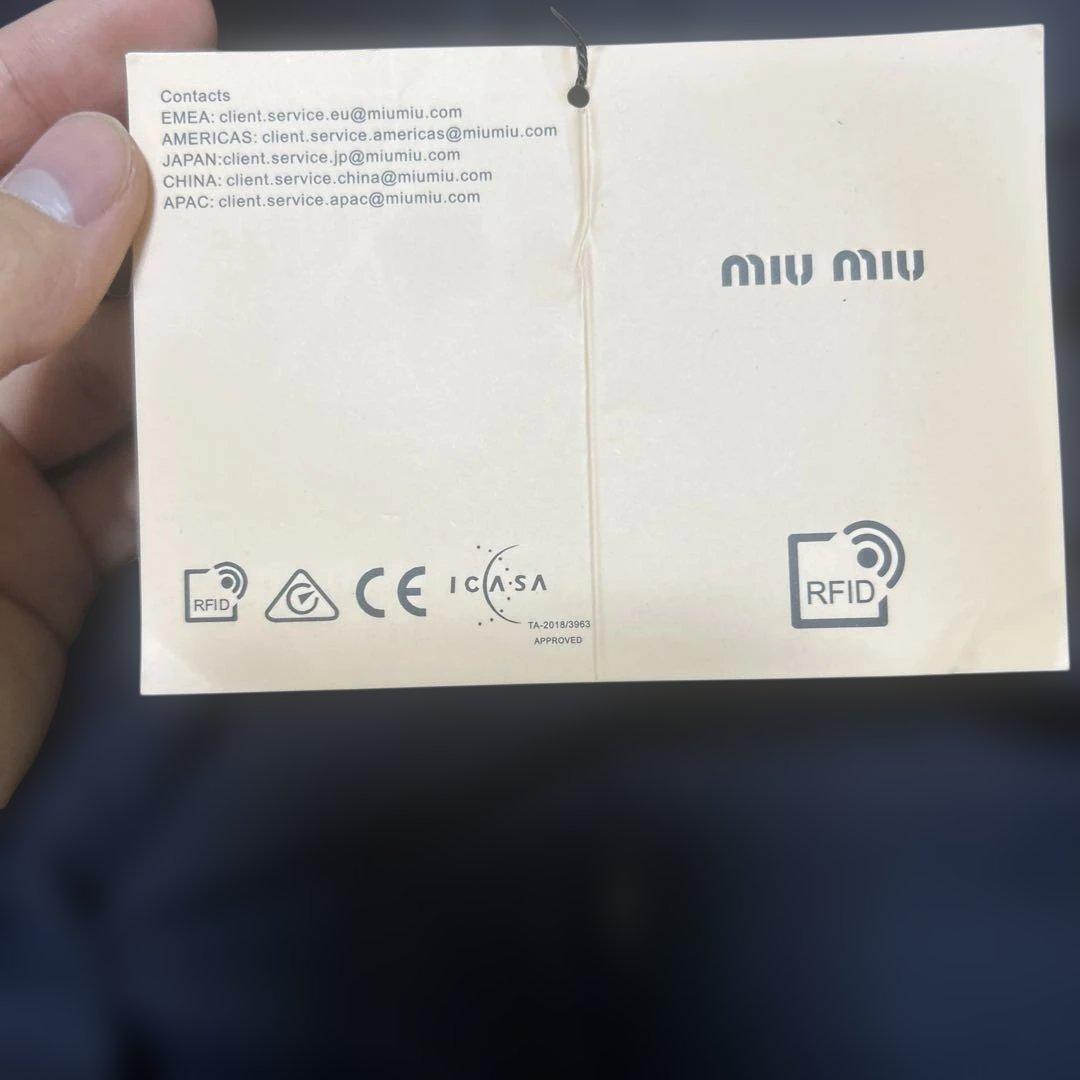 Contacts
EMEA: client.service.eu@miumiu.com
AMERICAS: client.service.americas@miumiu.com
JAPAN:client.service.jp@miumiu.com
CHINA: client.service.china@miumiu.com
APAC: client.service.apac@miumiu.com
RFID
CE
ICASA
TA-2018/3963
APPROVED
miu miu
RFID